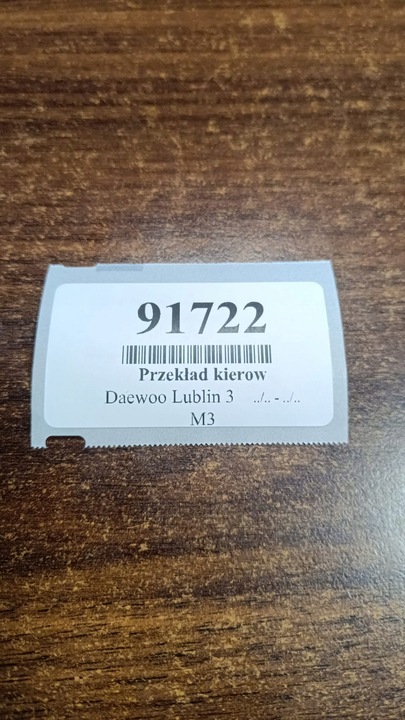 91722
Przekład kierow
Daewoo Lublin 3 ../.. - ../..
M3